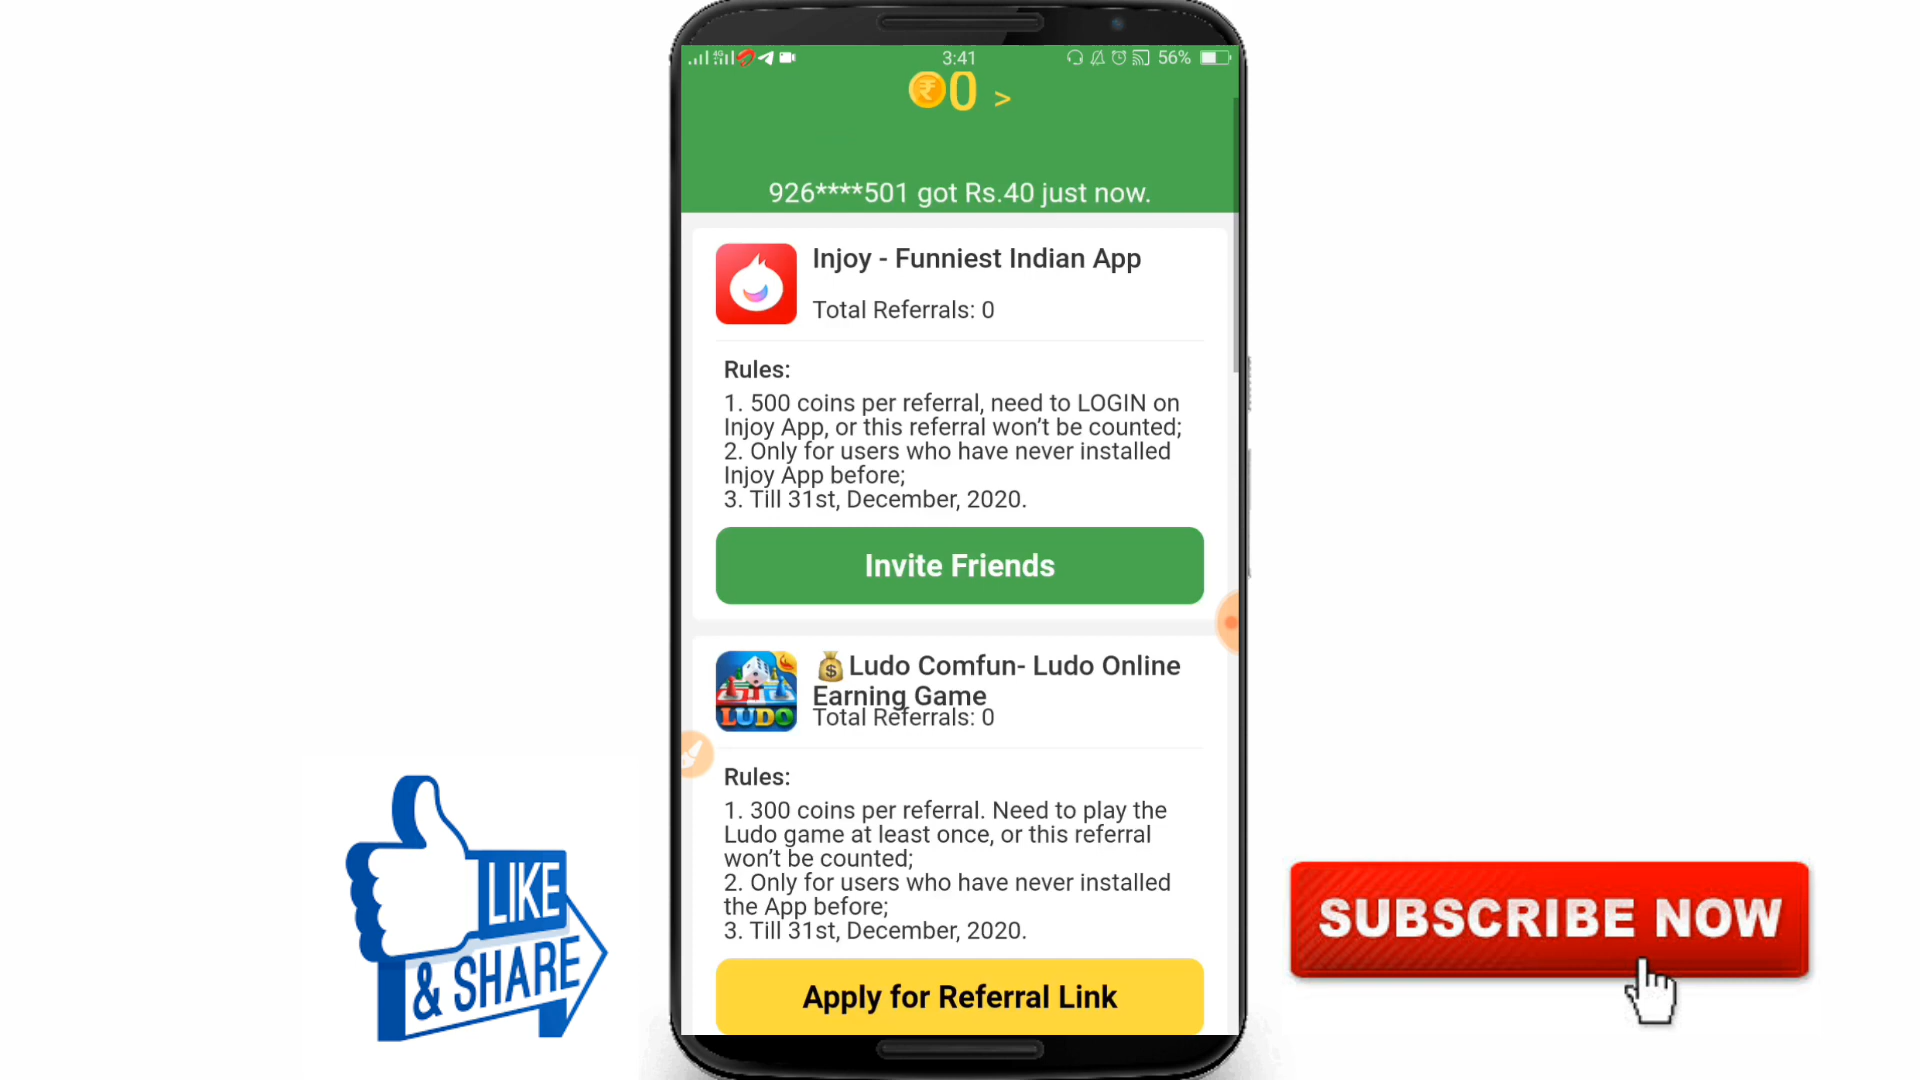 3:41
56%
0 >
926****501 got Rs.40 just now.
Injoy - Funniest Indian App
Total Referrals: 0
Rules:
1. 500 coins per referral, need to LOGIN on
Injoy App, or this referral won't be counted;
2. Only for users who have never installed
Injoy App before;
3. Till 31st, December, 2020.
Invite Friends
LUDO
Ludo Comfun- Ludo Online
Earning Game
Total Referrals: 0
Rules:
1. 300 coins per referral. Need to play the
Ludo game at least once, or this referral
won't be counted;
2. Only for users who have never installed
the App before;
3. Till 31st, December, 2020.
Apply for Referral Link
LIKE
& SHARE
SUBSCRIBE NOW